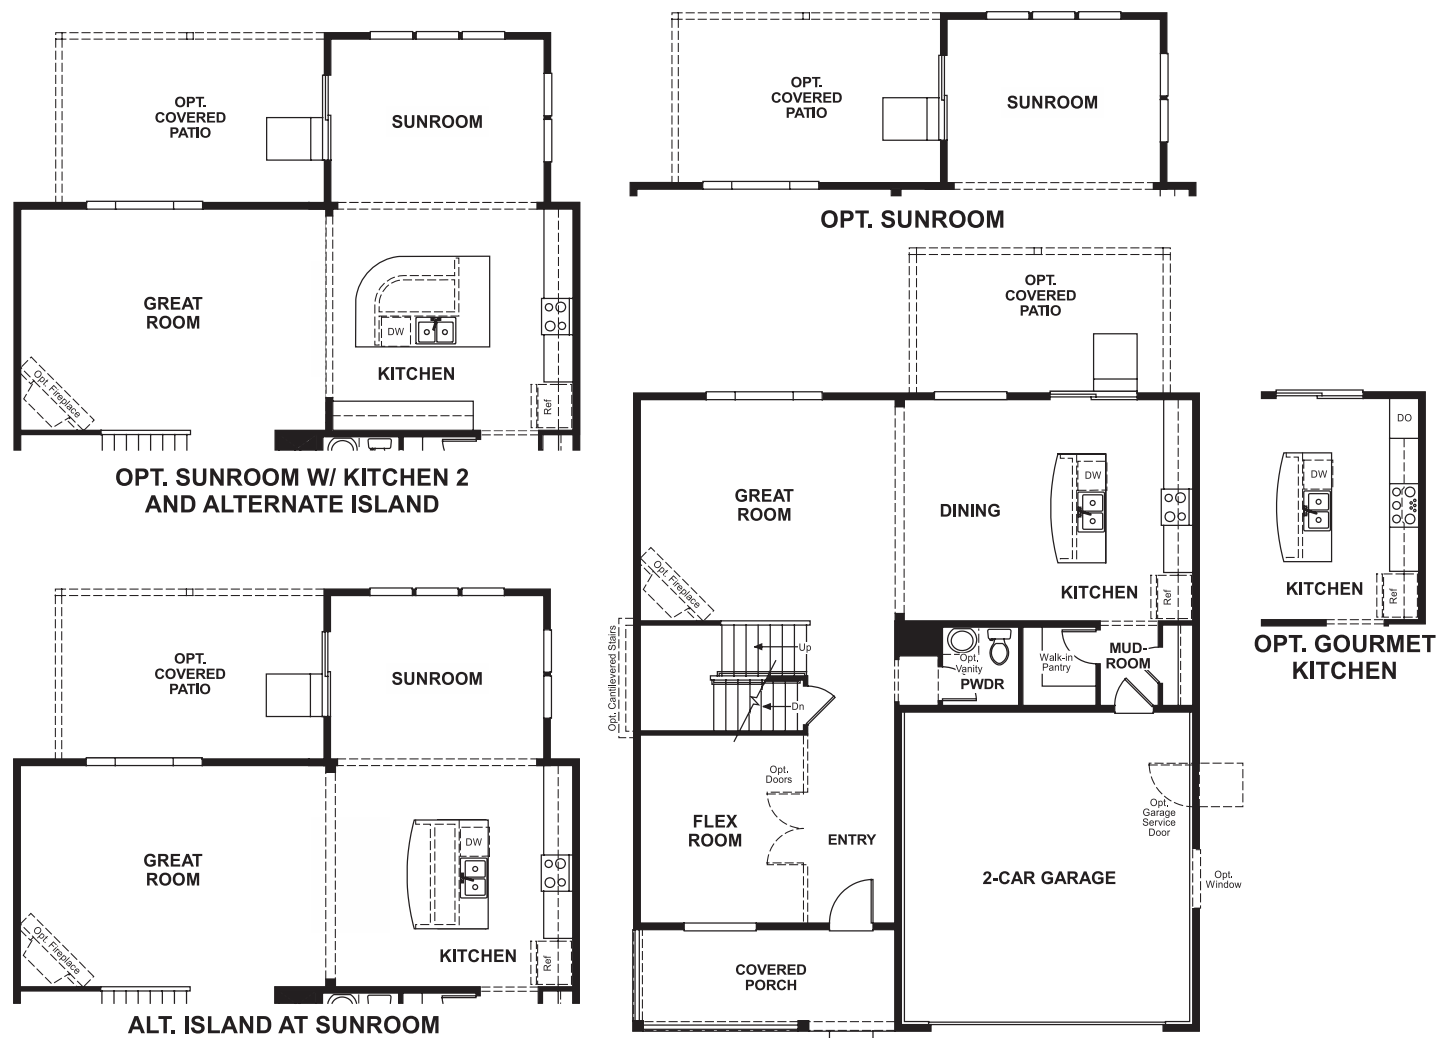 OPT.
COVERED
PATIO
SUNROOM
GREAT
ROOM
Opt. Fireplace
DW
KITCHEN
Ref
OPT. SUNROOM W/ KITCHEN 2
AND ALTERNATE ISLAND
OPT.
COVERED
PATIO
SUNROOM
GREAT
ROOM
Opt. Fireplace
DW
KITCHEN
Ref
ALT. ISLAND AT SUNROOM
OPT.
COVERED
PATIO
SUNROOM
OPT. SUNROOM
OPT.
COVERED
PATIO
GREAT
ROOM
DINING
DW
KITCHEN
Ref
Opt. Fireplace
Opt. Cantilevered Stairs
Up
Dn
Opt.
Vanity
PWDR
Walk-in
Pantry
MUD-
ROOM
Opt.
Doors
FLEX
ROOM
ENTRY
2-CAR GARAGE
Opt.
Garage
Service
Door
Opt.
Window
COVERED
PORCH
DO
DW
KITCHEN
Ref
OPT. GOURMET
KITCHEN